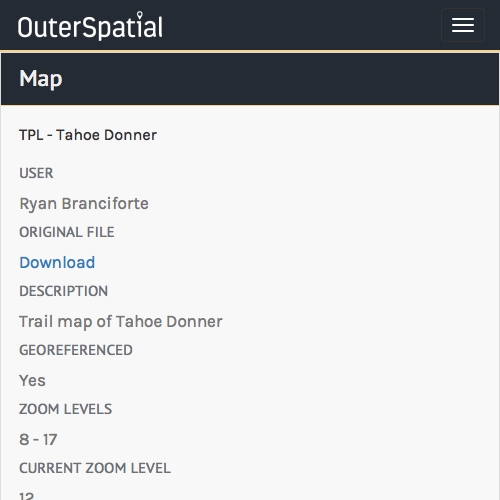 OuterSpatial
Map
TPL - Tahoe Donner
USER
Ryan Branciforte
ORIGINAL FILE
Download
DESCRIPTION
Trail map of Tahoe Donner
GEOREFERENCED
Yes
ZOOM LEVELS
8 - 17
CURRENT ZOOM LEVEL
12